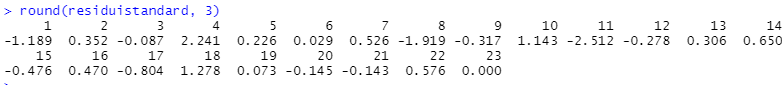 > round(residuistandard, 3)
1 2 3 4 5 6 7 8 9 10 11 12 13 14
-1.189 0.352 -0.087 2.241 0.226 0.029 0.526 -1.919 -0.317 1.143 -2.512 -0.278 0.306 0.650
15 16 17 18 19 20 21 22 23
-0.476 0.470 -0.804 1.278 0.073 -0.145 -0.143 0.576 0.000